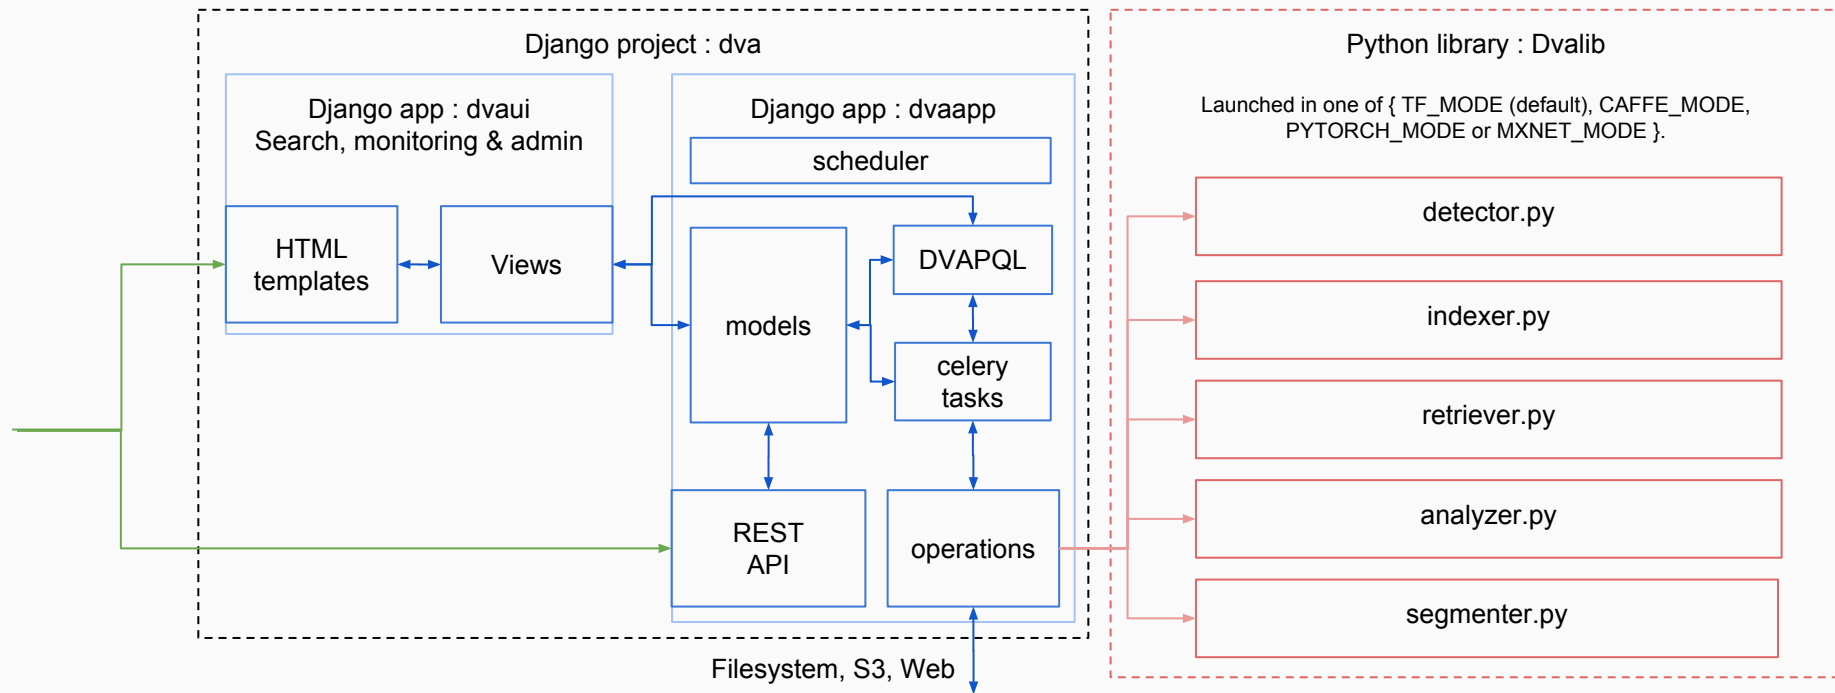 Django project : dva
Django app : dvaui
Search, monitoring & admin
HTML
templates
Views
Django app : dvaapp
scheduler
models
DVAPQL
celery
tasks
REST
API
operations
Filesystem, S3, Web
Python library : Dvalib
Launched in one of { TF_MODE (default), CAFFE_MODE,
PYTORCH_MODE or MXNET_MODE }.
detector.py
indexer.py
retriever.py
analyzer.py
segmenter.py